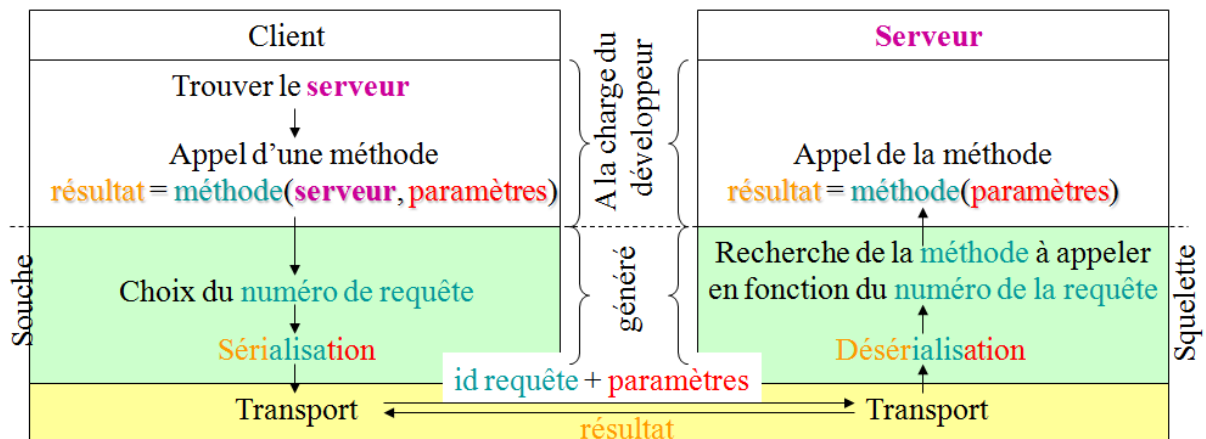 Client
Trouver le serveur
Appel d’une méthode
résultat = méthode(serveur, paramètres)
Souche
Choix du numéro de requête
Sérialisation
Transport
A la charge du
développeur
généré
id requête + paramètres
résultat
Serveur
Appel de la méthode
résultat = méthode(paramètres)
Recherche de la méthode à appeler
en fonction du numéro de la requête
Désérialisation
Transport
Squelette